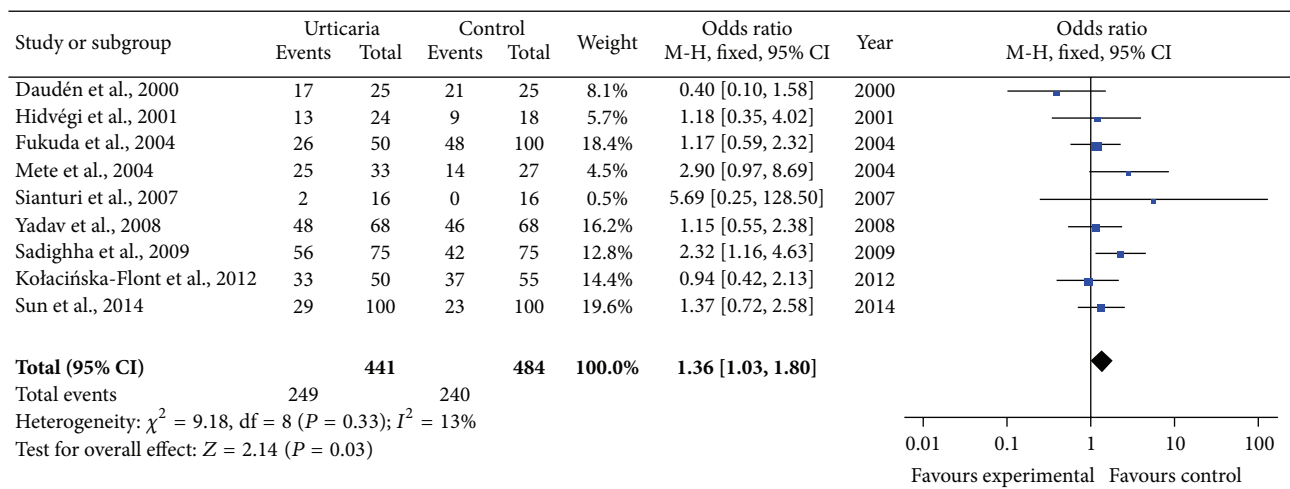 Study or subgroup Urticaria Control Weight Odds ratio Year Odds ratio
Events Total Events Total M-H, fixed, 95% CI M-H, fixed, 95% CI
Daudén et al., 2000 17 25 21 25 8.1% 0.40 [0.10, 1.58] 2000
Hidvégi et al., 2001 13 24 9 18 5.7% 1.18 [0.35, 4.02] 2001
Fukuda et al., 2004 26 50 48 100 18.4% 1.17 [0.59, 2.32] 2004
Mete et al., 2004 25 33 14 27 4.5% 2.90 [0.97, 8.69] 2004
Sianturi et al., 2007 2 16 0 16 0.5% 5.69 [0.25, 128.50] 2007
Yadav et al., 2008 48 68 46 68 16.2% 1.15 [0.55, 2.38] 2008
Sadighha et al., 2009 56 75 42 75 12.8% 2.32 [1.16, 4.63] 2009
Kołacińska-Flont et al., 2012 33 50 37 55 14.4% 0.94 [0.42, 2.13] 2012
Sun et al., 2014 29 100 23 100 19.6% 1.37 [0.72, 2.58] 2014
Total (95% CI) 441 484 100.0% 1.36 [1.03, 1.80]
Total events 249 240
Heterogeneity: χ² = 9.18, df = 8 (P = 0.33); I² = 13%
Test for overall effect: Z = 2.14 (P = 0.03)
0.01 0.1 1 10 100
Favours experimental Favours control